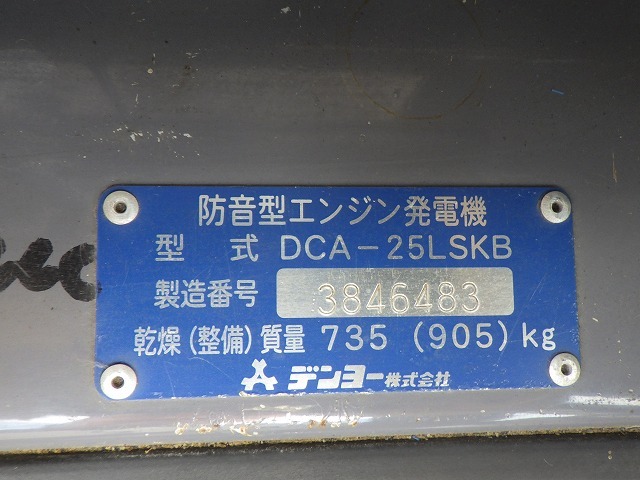 防音型エンジン発電機
型 式 DCA-25LSKB
製造番号 3846483
乾燥(整備)質量 735 (905)kg
デンヨー株式会社